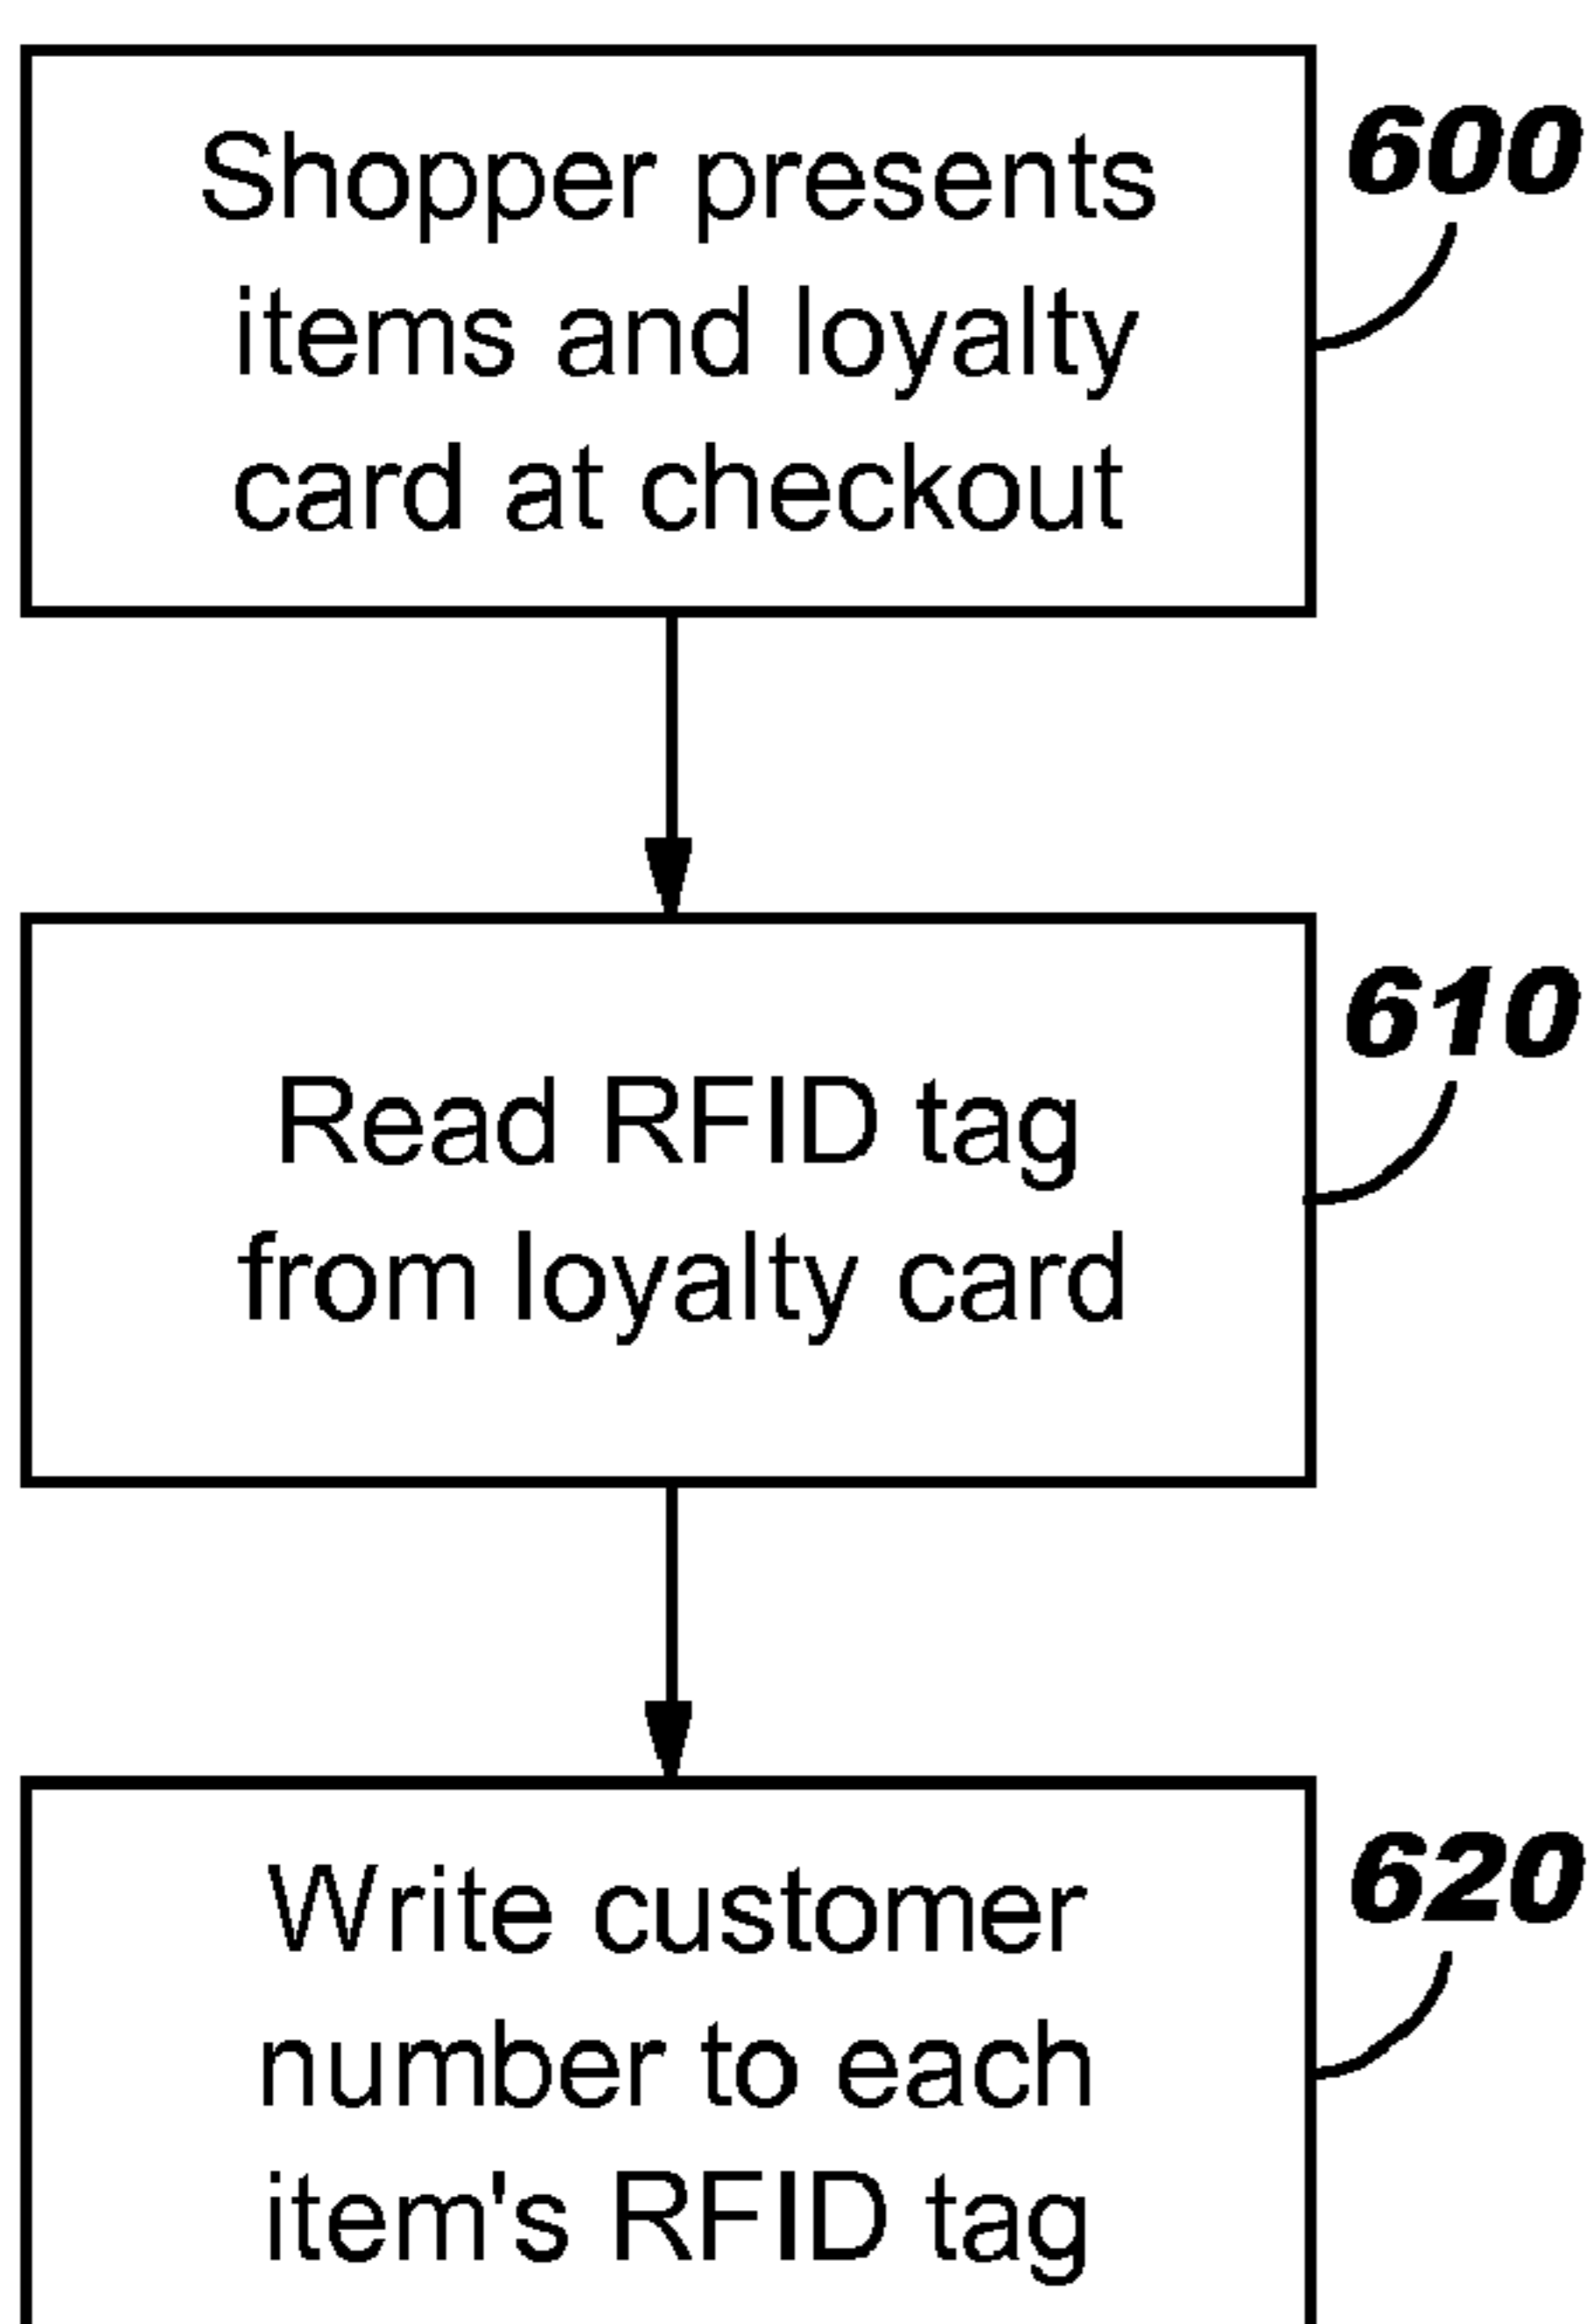 Shopper presents
items and loyalty
card at checkout
600
Read RFID tag
from loyalty card
610
Write customer
number to each
item's RFID tag
620